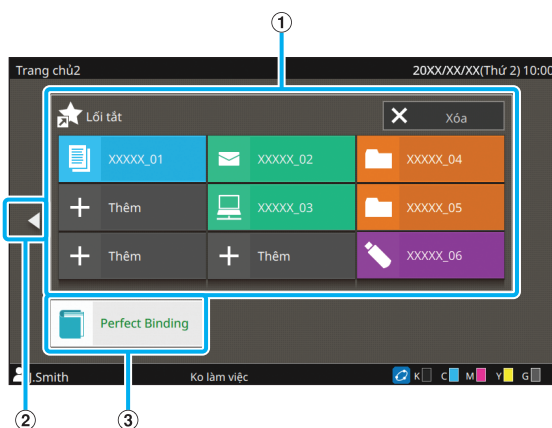 ①
Trang chủ2 20XX/XX/XX(Thứ 2) 10:00
Lối tắt Xóa
XXXXX_01 XXXXX_02 XXXXX_04
Thêm XXXXX_03 XXXXX_05
Thêm Thêm XXXXX_06
Perfect Binding
J.Smith Ko làm việc K C M Y G
② ③